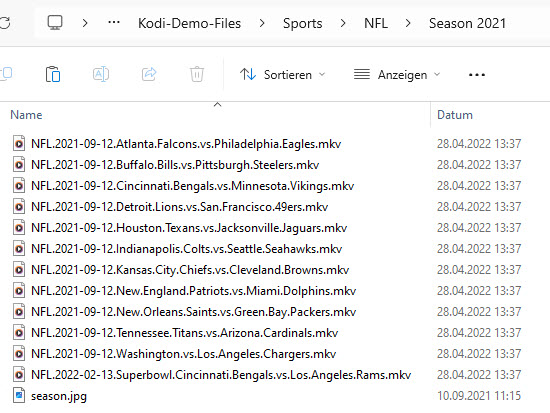 Kodi-Demo-Files > Sports > NFL > Season 2021
Sortieren Anzeigen
Name Datum
NFL.2021-09-12.Atlanta.Falcons.vs.Philadelphia.Eagles.mkv 28.04.2022 13:37
NFL.2021-09-12.Buffalo.Bills.vs.Pittsburgh.Steelers.mkv 28.04.2022 13:37
NFL.2021-09-12.Cincinnati.Bengals.vs.Minnesota.Vikings.mkv 28.04.2022 13:37
NFL.2021-09-12.Detroit.Lions.vs.San.Francisco.49ers.mkv 28.04.2022 13:37
NFL.2021-09-12.Houston.Texans.vs.Jacksonville.Jaguars.mkv 28.04.2022 13:37
NFL.2021-09-12.Indianapolis.Colts.vs.Seattle.Seahawks.mkv 28.04.2022 13:37
NFL.2021-09-12.Kansas.City.Chiefs.vs.Cleveland.Browns.mkv 28.04.2022 13:37
NFL.2021-09-12.New.England.Patriots.vs.Miami.Dolphins.mkv 28.04.2022 13:37
NFL.2021-09-12.New.Orleans.Saints.vs.Green.Bay.Packers.mkv 28.04.2022 13:37
NFL.2021-09-12.Tennessee.Titans.vs.Arizona.Cardinals.mkv 28.04.2022 13:37
NFL.2021-09-12.Washington.vs.Los.Angeles.Chargers.mkv 28.04.2022 13:37
NFL.2022-02-13.Superbowl.Cincinnati.Bengals.vs.Los.Angeles.Rams.mkv 28.04.2022 13:37
season.jpg 10.09.2021 11:15